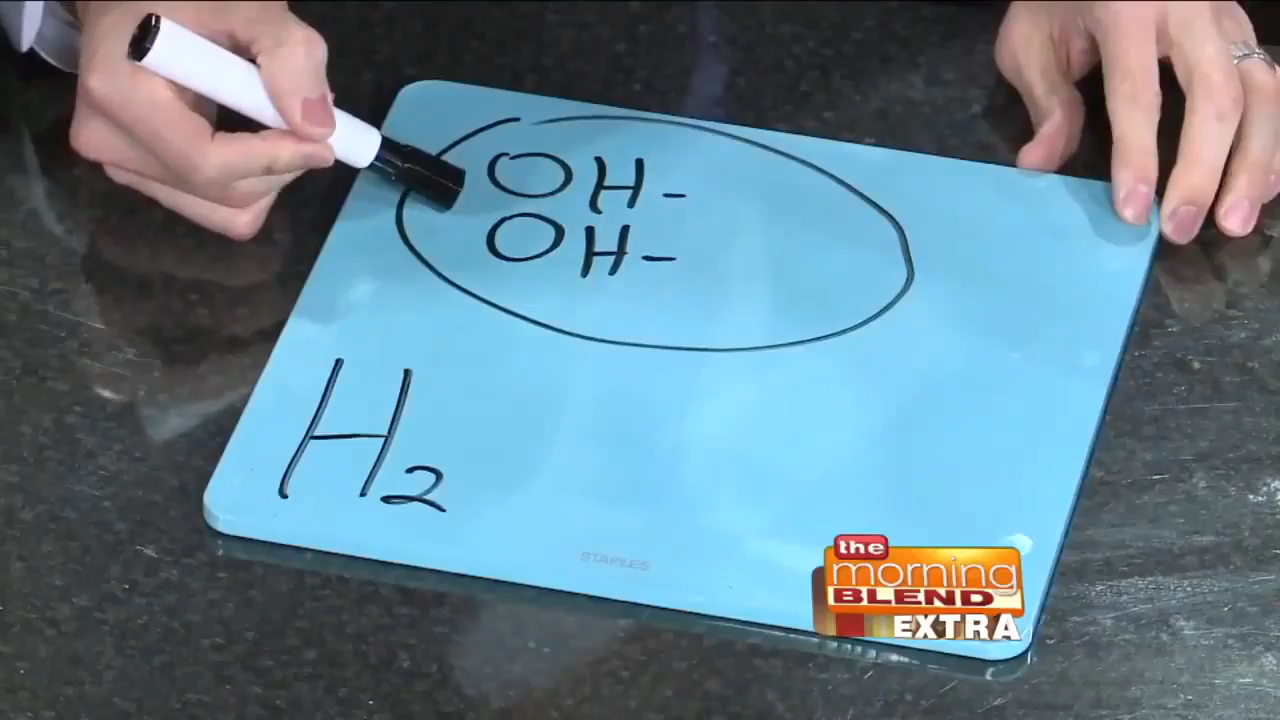 OH-
OH-
H2
STAPLES
the
morning
BLEND
EXTRA